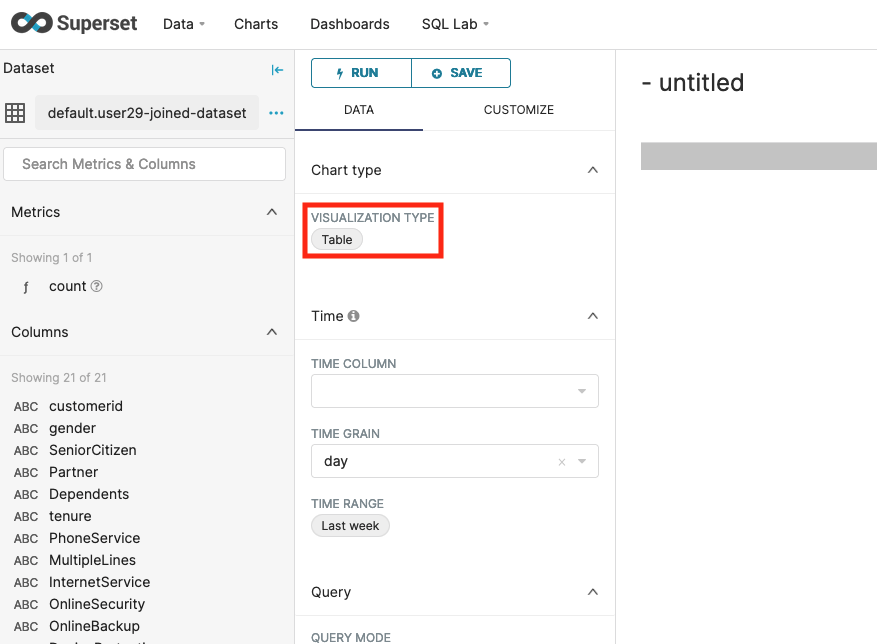 Superset Data Charts Dashboards SQL Lab
Dataset
default.user29-joined-dataset
Search Metrics & Columns
Metrics
Showing 1 of 1
f count
Columns
Showing 21 of 21
ABC customerid
ABC gender
ABC SeniorCitizen
ABC Partner
ABC Dependents
ABC tenure
ABC PhoneService
ABC MultipleLines
ABC InternetService
ABC OnlineSecurity
ABC OnlineBackup
RUN SAVE
DATA CUSTOMIZE
Chart type
VISUALIZATION TYPE
Table
Time
TIME COLUMN
TIME GRAIN
day
TIME RANGE
Last week
Query
QUERY MODE
- untitled